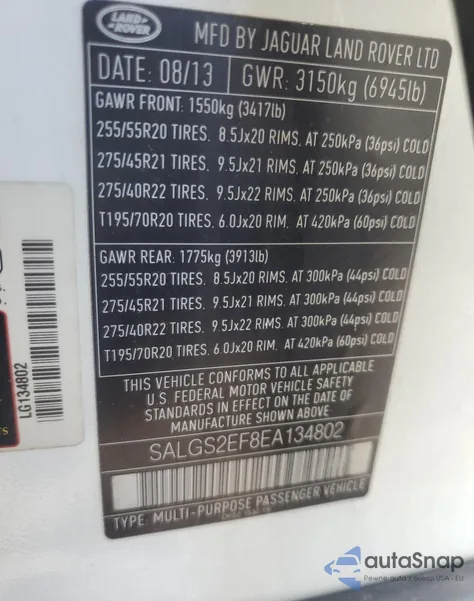 LAND
ROVER
MFD BY JAGUAR LAND ROVER LTD
DATE: 08/13 GWR: 3150kg (6945lb)
GAWR FRONT: 1550kg (3417lb)
255/55R20 TIRES. 8.5Jx20 RIMS. AT 250kPa (36psi) COLD
275/45R21 TIRES. 9.5Jx21 RIMS. AT 250kPa (36psi) COLD
275/40R22 TIRES. 9.5Jx22 RIMS. AT 250kPa (36psi) COLD
T195/70R20 TIRES. 6.0Jx20 RIM. AT 420kPa (60psi) COLD
GAWR REAR: 1775kg (3913lb)
255/55R20 TIRES. 8.5Jx20 RIMS. AT 300kPa (44psi) COLD
275/45R21 TIRES. 9.5Jx21 RIMS. AT 300kPa (44psi) COLD
275/40R22 TIRES. 9.5Jx22 RIMS. AT 300kPa (44psi) COLD
T195/70R20 TIRES. 6.0Jx20 RIM. AT 420kPa (60psi) COLD
THIS VEHICLE CONFORMS TO ALL APPLICABLE
U.S. FEDERAL MOTOR VEHICLE SAFETY
STANDARDS IN EFFECT ON THE DATE OF
MANUFACTURE SHOWN ABOVE.
SALGS2EF8EA134802
TYPE: MULTI-PURPOSE PASSENGER VEHICLE
LG134802
autoSnap
Pewne auto z aukcji USA i EU